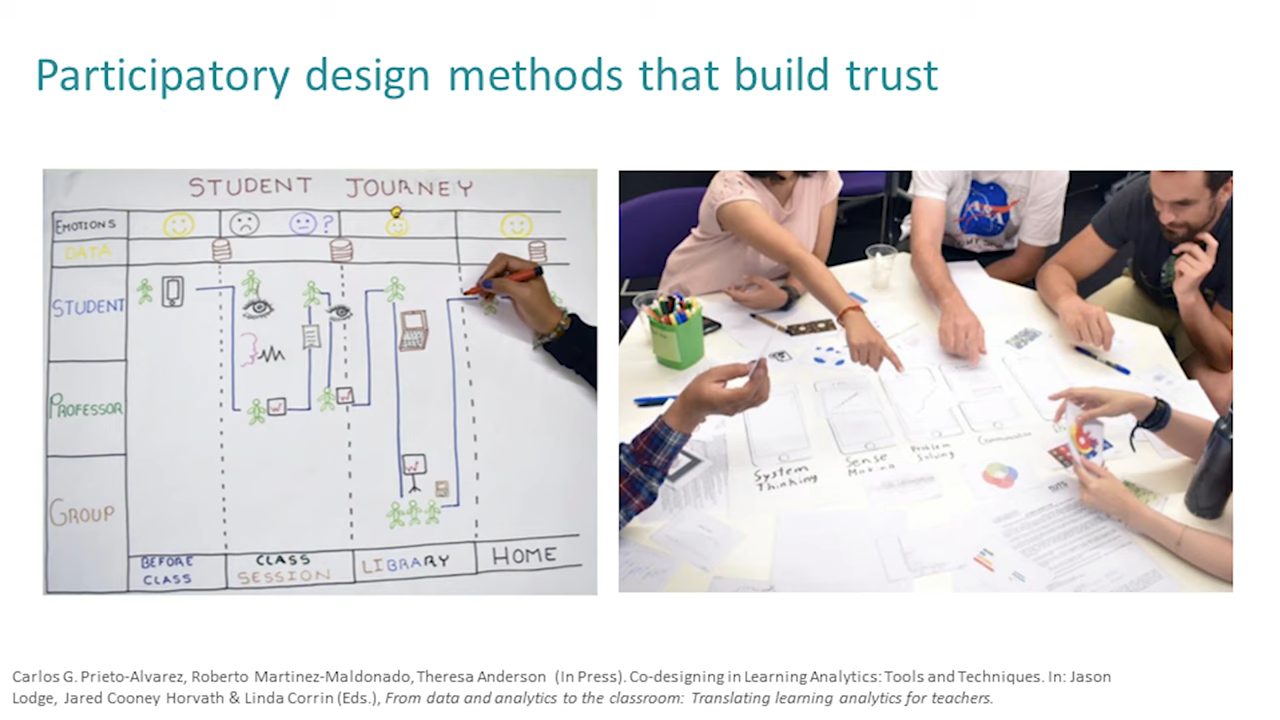 Participatory design methods that build trust
STUDENT JOURNEY
EMOTIONS
?
DATA
STUDENT
PROFESSOR
GROUP
BEFORE
CLASS
CLASS
SESSION
LIBRARY
HOME
NASA
System
Thinking
Sense
Making
Problem
Solving
Communication
Carlos G. Prieto-Alvarez, Roberto Martinez-Maldonado, Theresa Anderson (In Press). Co-designing in Learning Analytics: Tools and Techniques. In: Jason
Lodge, Jared Cooney Horvath & Linda Corrin (Eds.), From data and analytics to the classroom: Translating learning analytics for teachers.